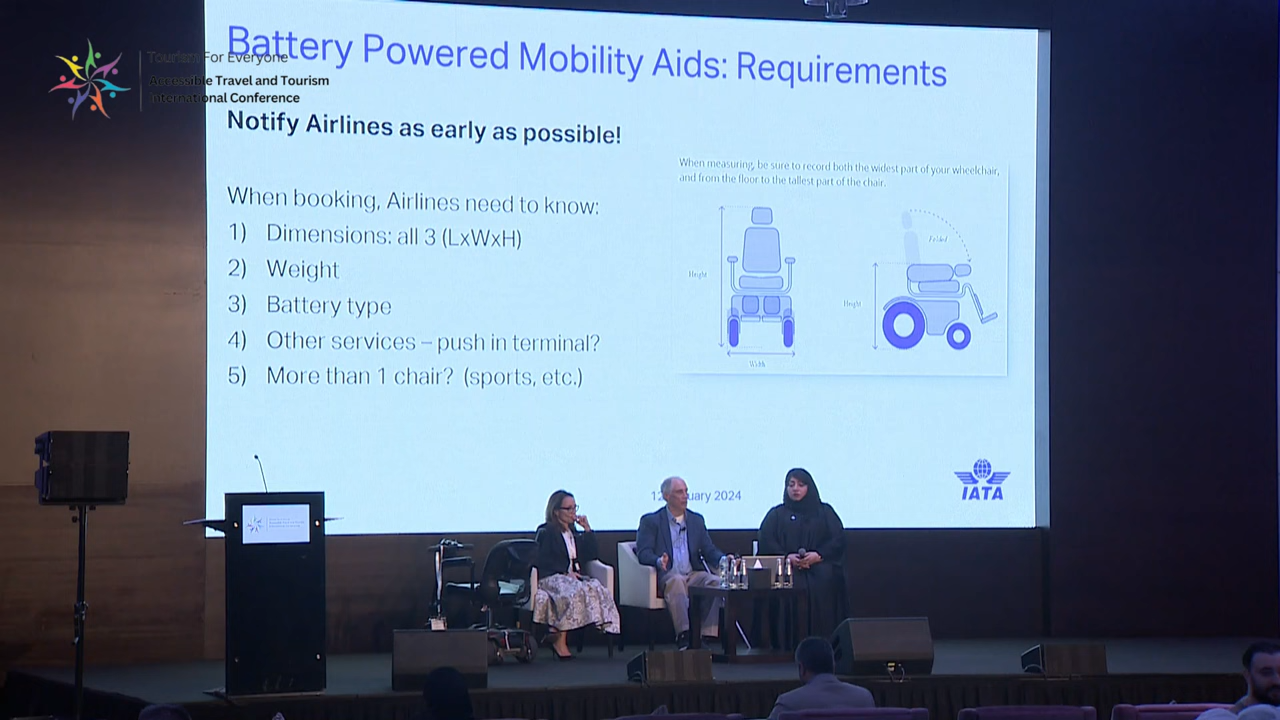 Battery Powered Mobility Aids: Requirements
TourismForEveryone
Accessible Travel and Tourism
International Conference
Notify Airlines as early as possible!
When measuring, be sure to record both the widest part of your wheelchair,
and from the floor to the tallest part of the chair.
When booking, Airlines need to know:
1) Dimensions: all 3 (LxWxH)
2) Weight
3) Battery type
4) Other services – push in terminal?
5) More than 1 chair? (sports, etc.)
Height
Width
Folded
Height
2024
IATA